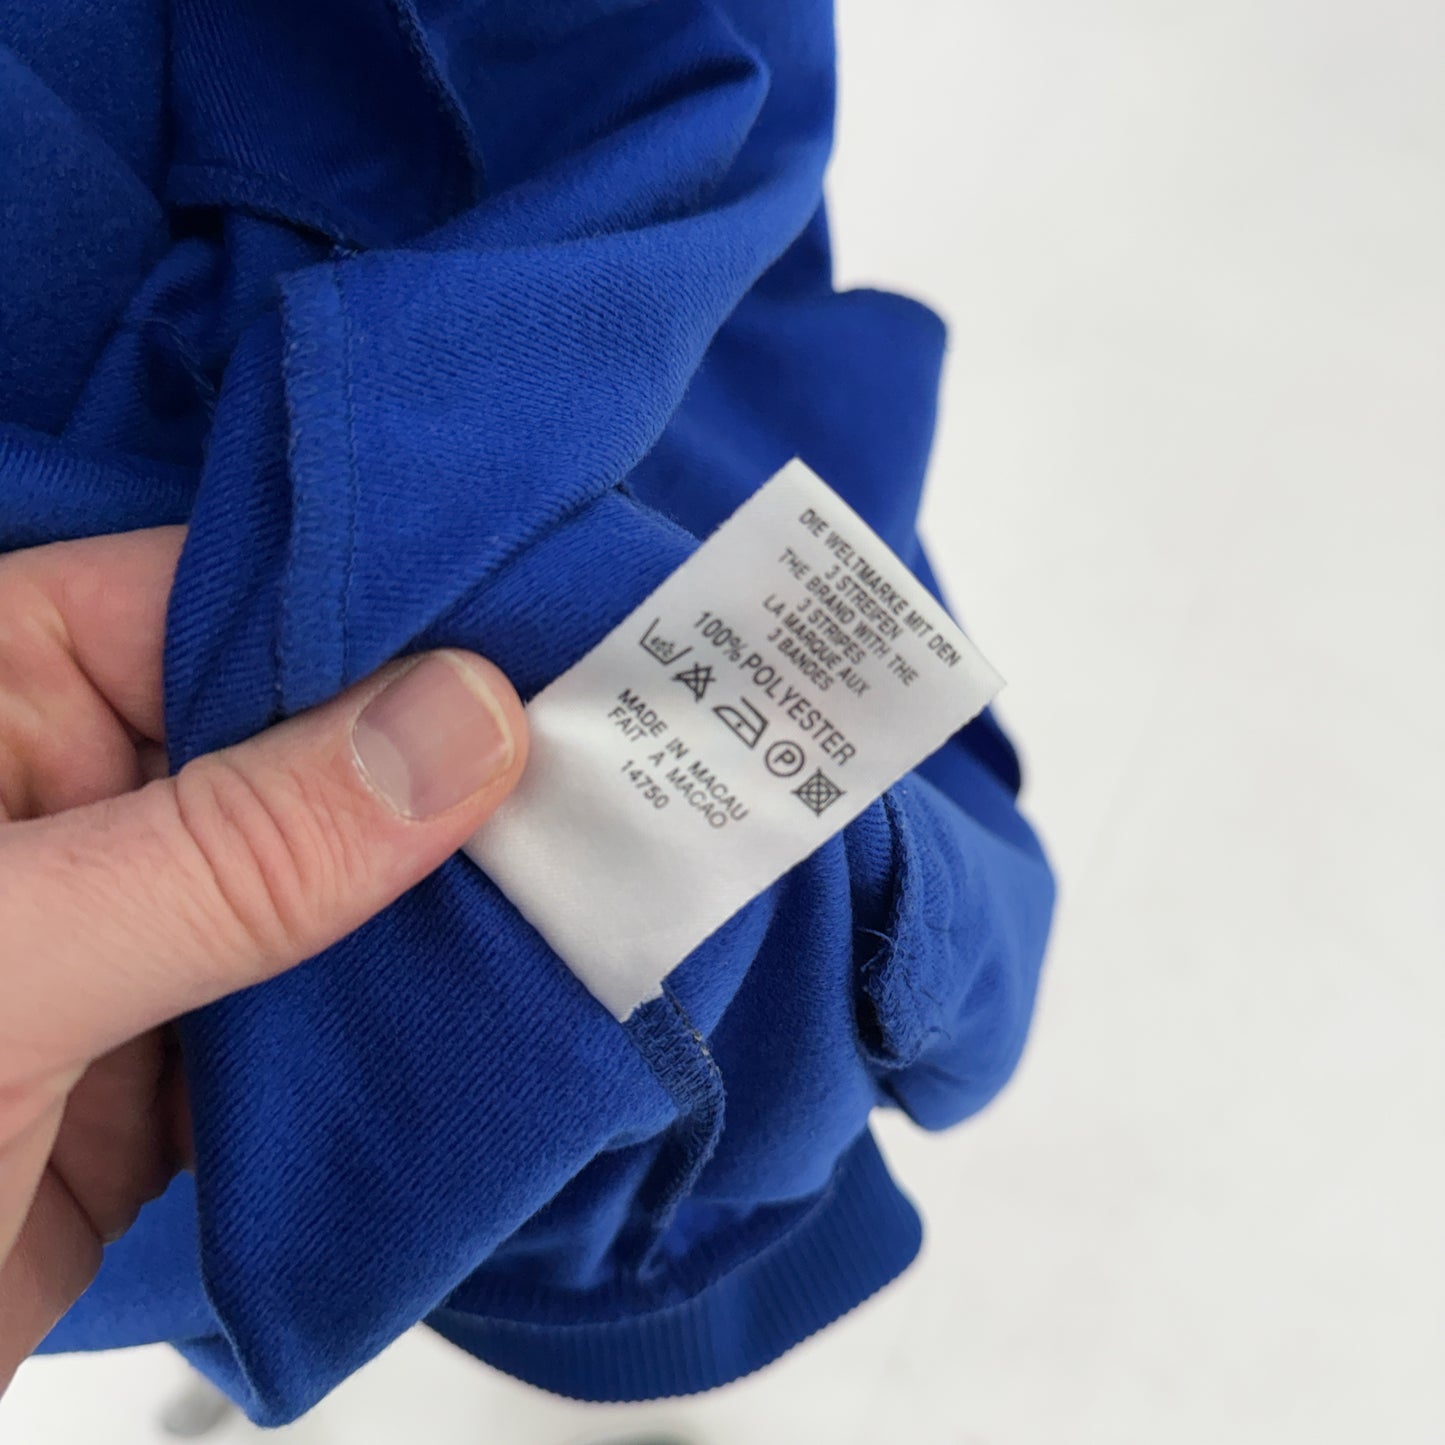 DIE WELTMARKE MIT DEN
3 STREIFEN
THE BRAND WITH THE
3 STRIPES
LA MARQUE AUX
3 BANDES
100% POLYESTER
P
MADE IN MACAU
FAIT A MACAO
14750